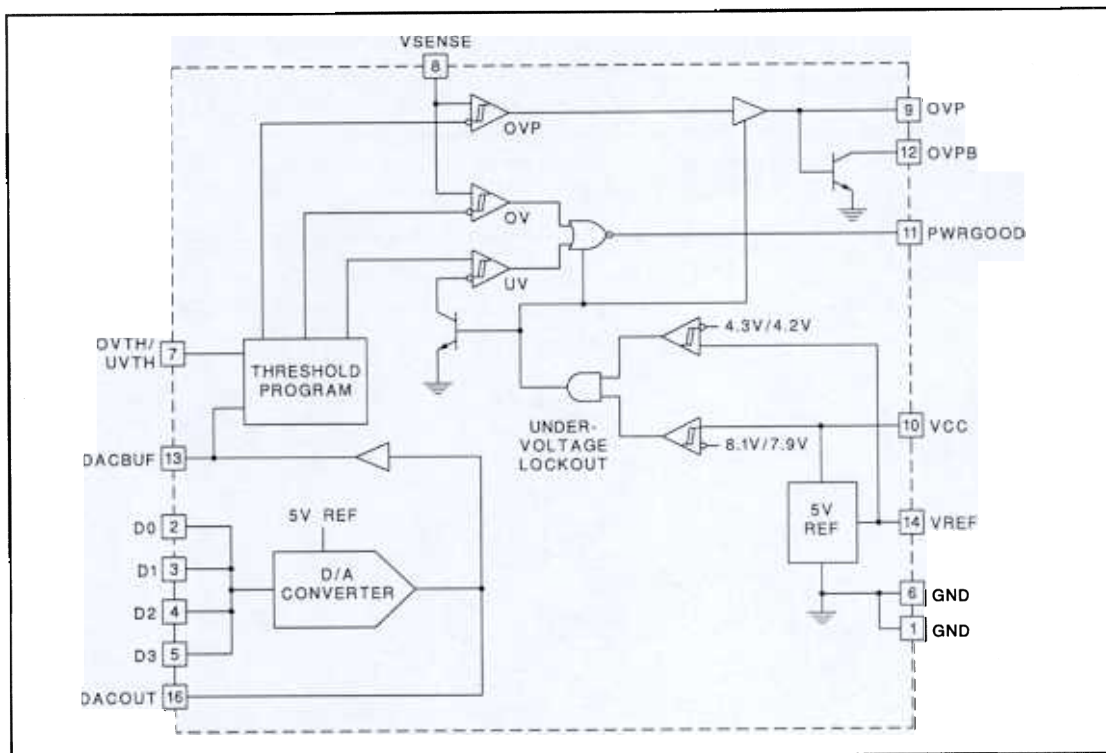 VSENSE
8
OVP
9 OVP
12 OVPB
OV
11 PWRGOOD
UV
4.3V/4.2V
OVTH/
UVTH
7
THRESHOLD
PROGRAM
UNDER-
VOLTAGE
LOCKOUT
10 VCC
8.1V/7.9V
DACBUF 13
5V
REF
14 VREF
D0 2
5V REF
D1 3
D/A
CONVERTER
D2 4
6 GND
1 GND
D3 5
DACOUT 16